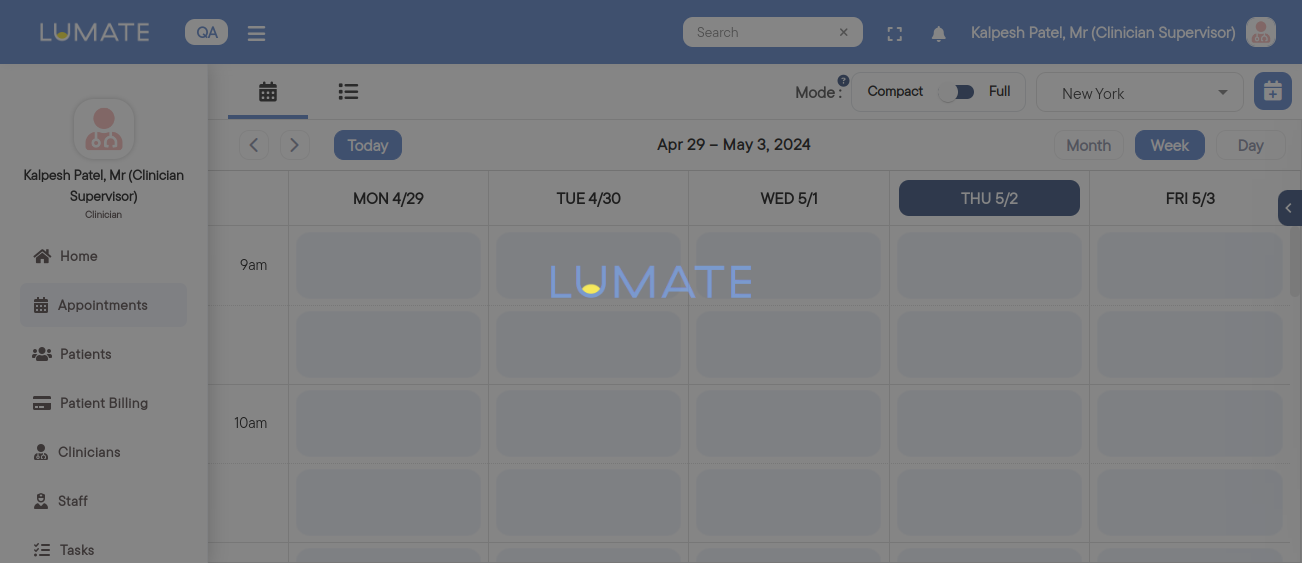 LUMATE
QA
Search
Kalpesh Patel, Mr (Clinician Supervisor)
Mode :
?
Compact
Full
New York
Kalpesh Patel, Mr (Clinician
Supervisor)
Clinician
Today
Apr 29 – May 3, 2024
Month
Week
Day
MON 4/29
TUE 4/30
WED 5/1
THU 5/2
FRI 5/3
Home
9am
LUMATE
Appointments
Patients
Patient Billing
10am
Clinicians
Staff
Tasks